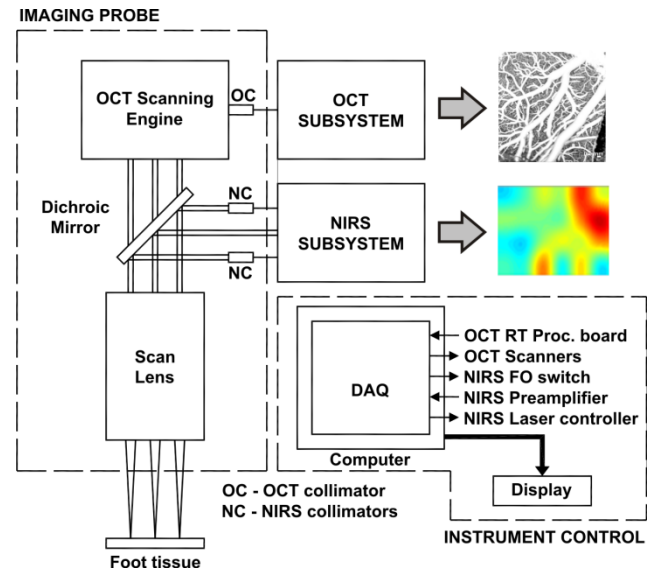 IMAGING PROBE
OCT Scanning
Engine
OC
OCT
SUBSYSTEM
Dichroic
Mirror
NC
NC
NIRS
SUBSYSTEM
Scan
Lens
DAQ
OCT RT Proc. board
OCT Scanners
NIRS FO switch
NIRS Preamplifier
NIRS Laser controller
Computer
Display
OC - OCT collimator
NC - NIRS collimators
INSTRUMENT CONTROL
Foot tissue